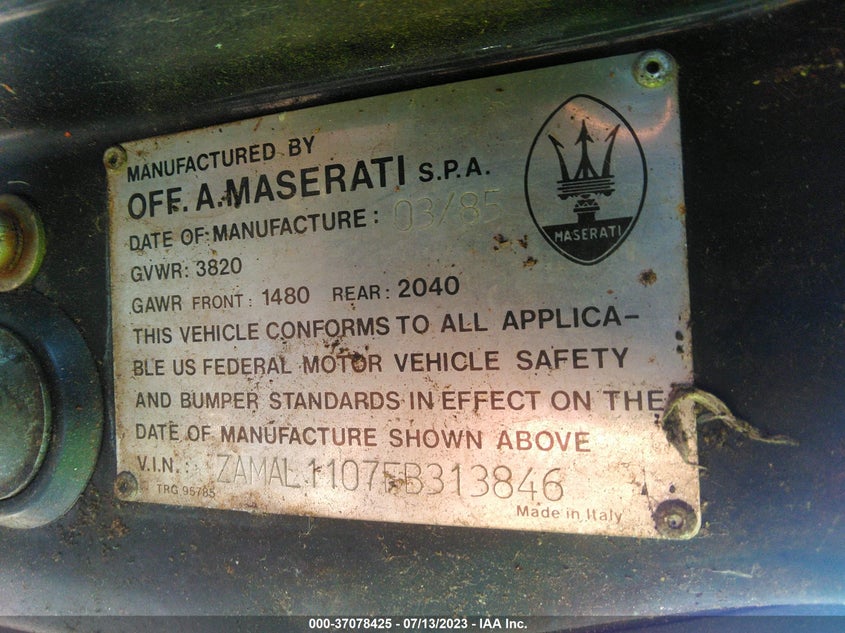 MANUFACTURED BY
OFF. A. MASERATI S.P.A.
DATE OF MANUFACTURE: 03/85
MASERATI
GVWR: 3820
GAWR FRONT: 1480 REAR: 2040
THIS VEHICLE CONFORMS TO ALL APPLICA-
BLE US FEDERAL MOTOR VEHICLE SAFETY
AND BUMPER STANDARDS IN EFFECT ON THE
DATE OF MANUFACTURE SHOWN ABOVE
V.I.N.: ZAMAL1107FB313846
TRG 95785
Made in Italy
000-37078425 - 07/13/2023 - IAA Inc.